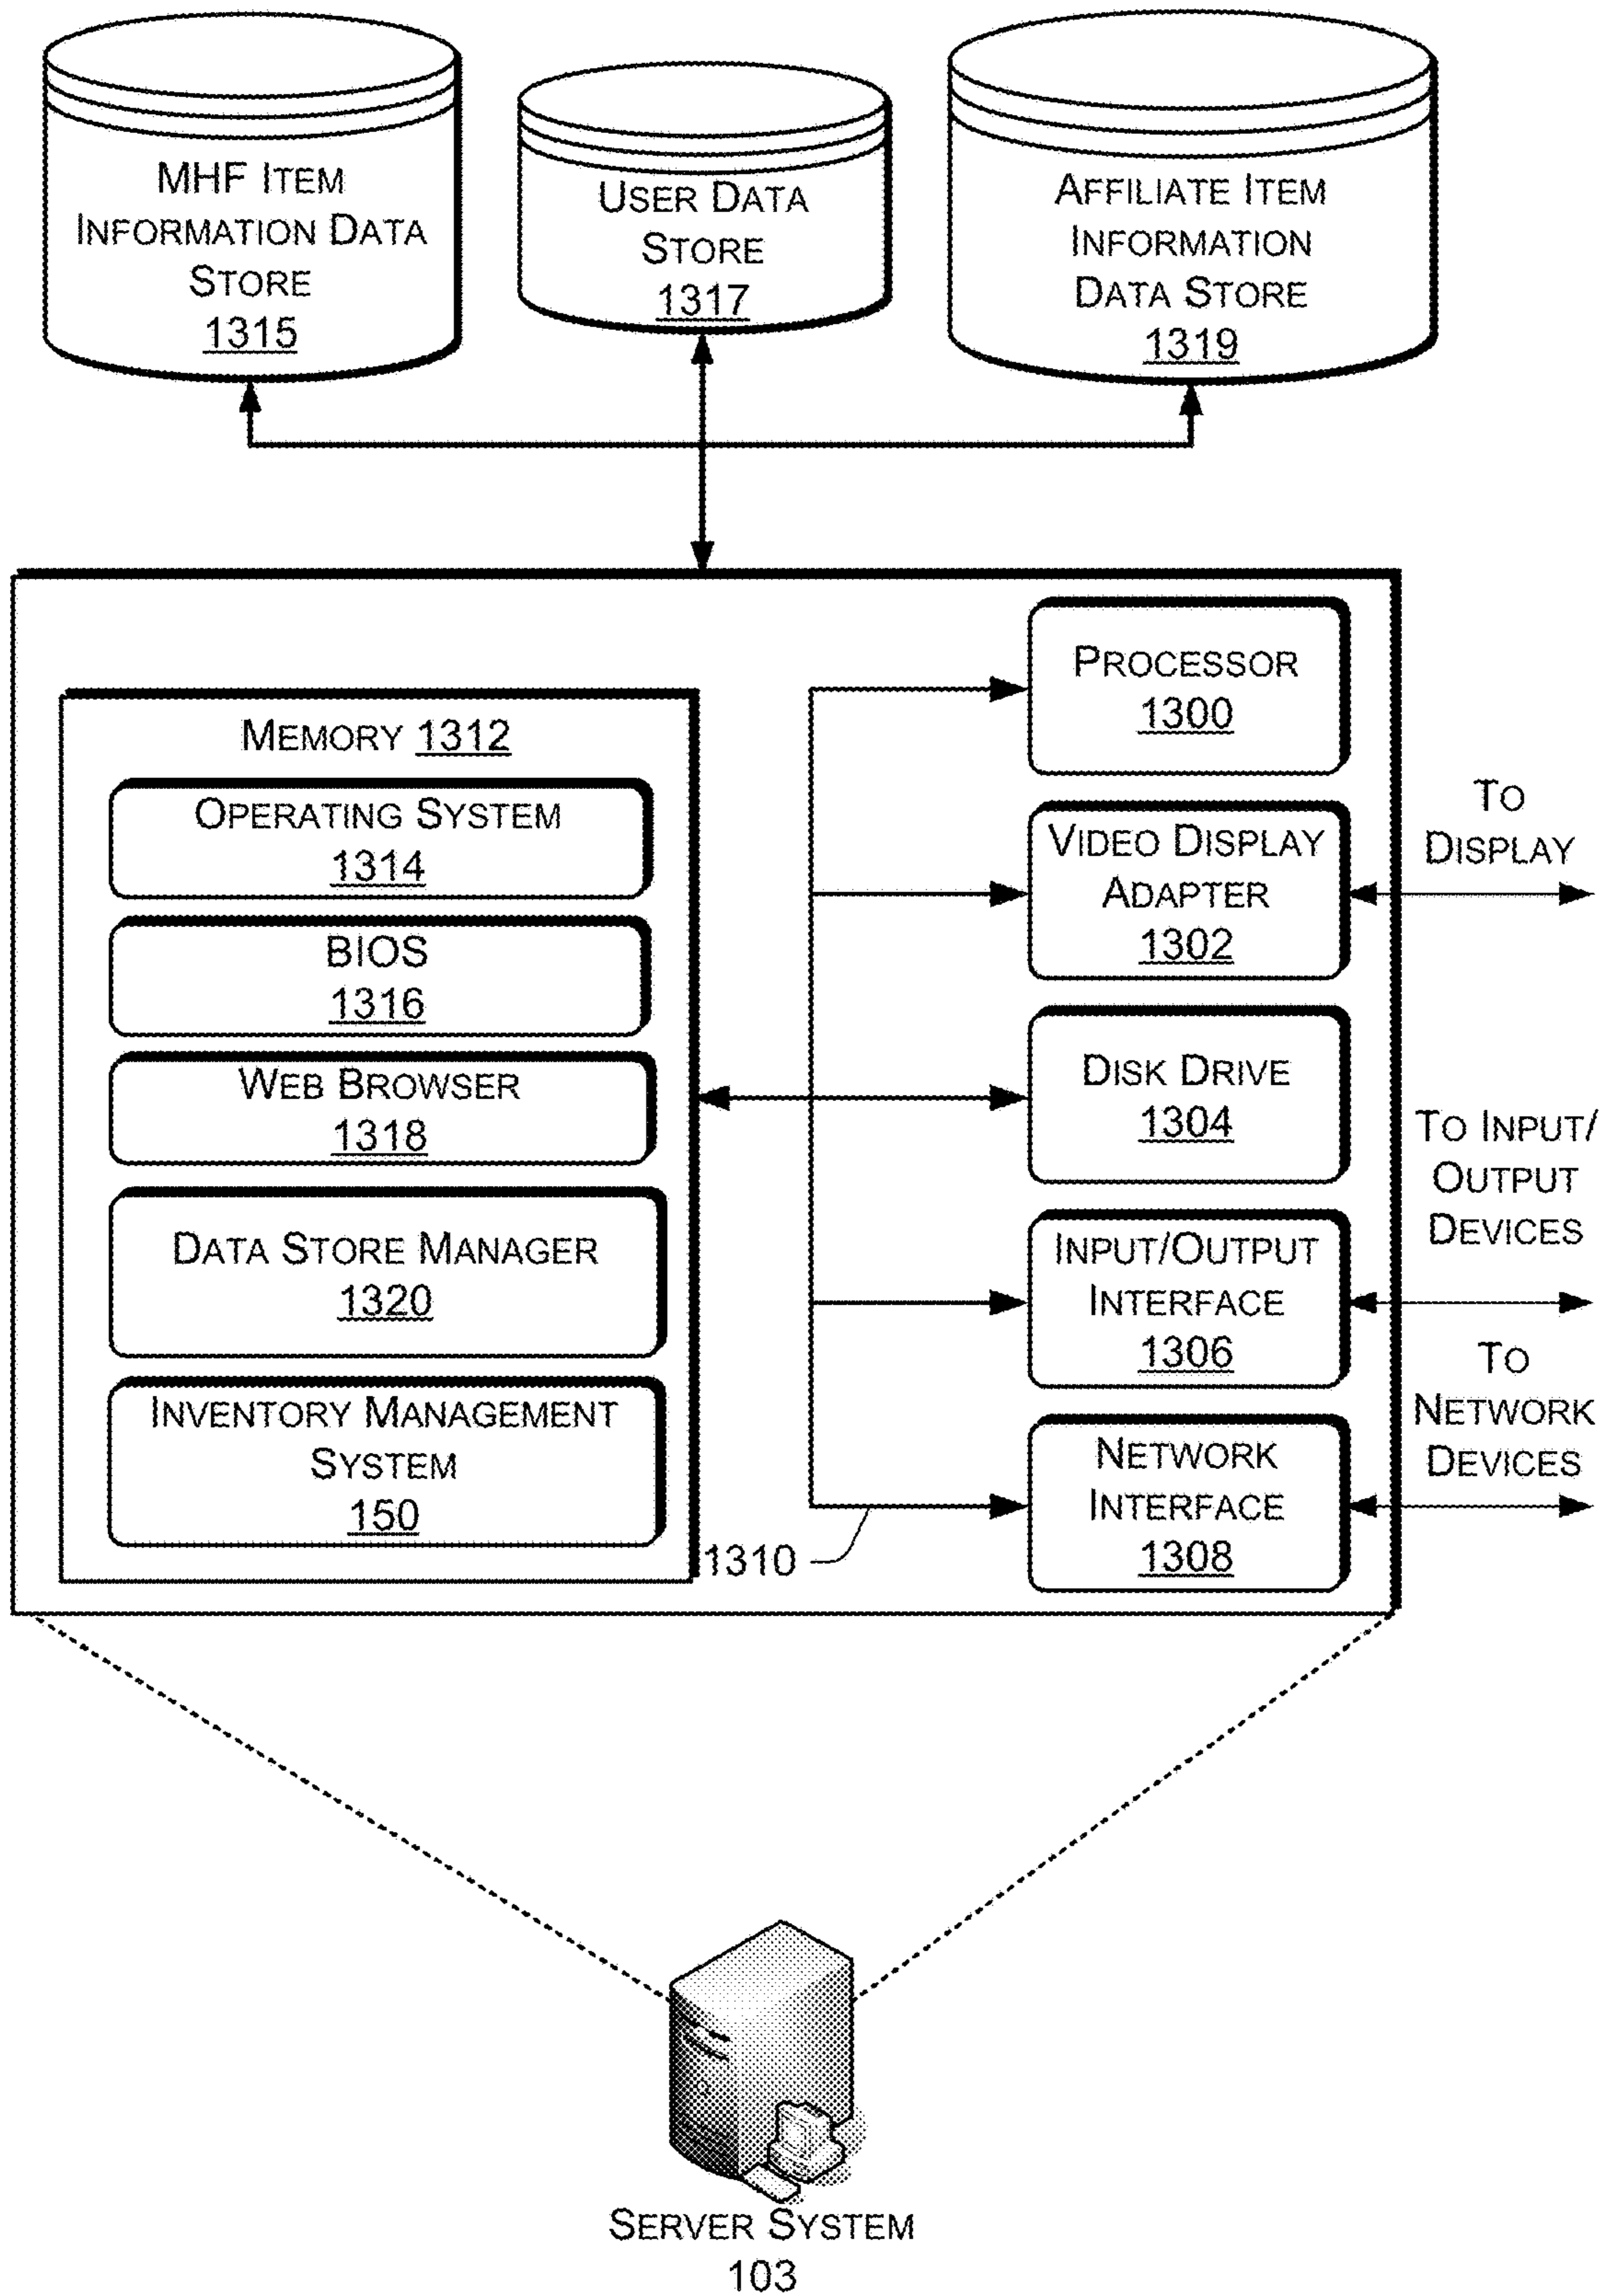 MHF ITEM
INFORMATION DATA
STORE
1315
USER DATA
STORE
1317
AFFILIATE ITEM
INFORMATION
DATA STORE
1319
MEMORY 1312
OPERATING SYSTEM
1314
BIOS
1316
WEB BROWSER
1318
DATA STORE MANAGER
1320
INVENTORY MANAGEMENT
SYSTEM
150
PROCESSOR
1300
VIDEO DISPLAY
ADAPTER
1302
DISK DRIVE
1304
INPUT/OUTPUT
INTERFACE
1306
NETWORK
INTERFACE
1308
1310
TO
DISPLAY
TO INPUT/
OUTPUT
DEVICES
TO
NETWORK
DEVICES
SERVER SYSTEM
103